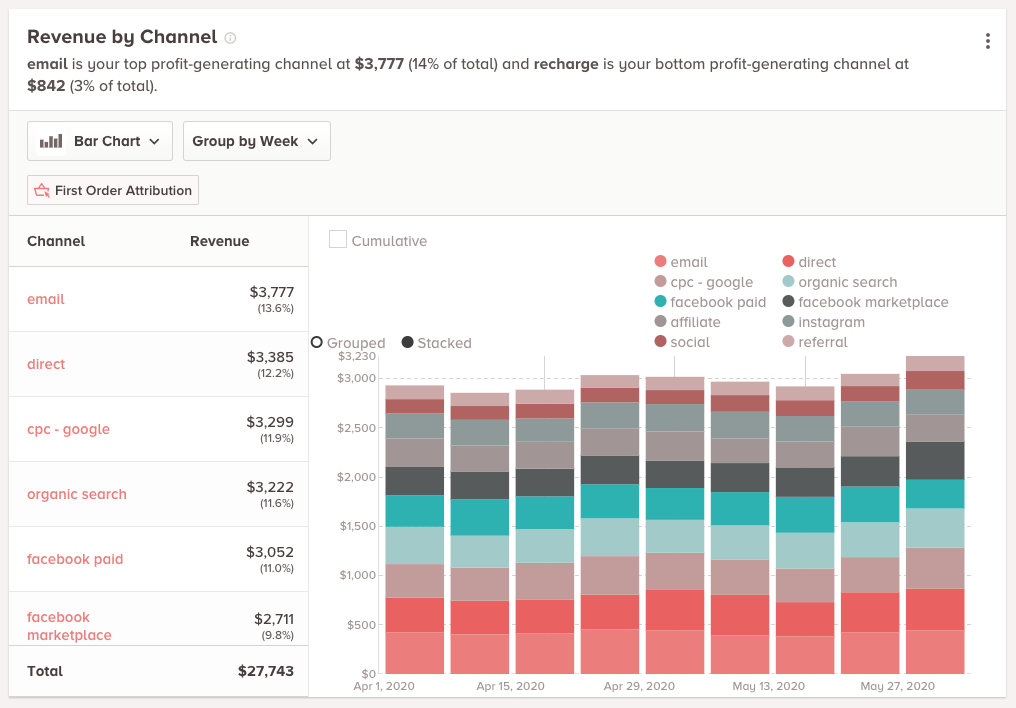 Revenue by Channel
email is your top profit-generating channel at $3,777 (14% of total) and recharge is your bottom profit-generating channel at
$842 (3% of total).
Bar Chart
Group by Week
First Order Attribution
Channel Revenue
email $3,777
(13.6%)
direct $3,385
(12.2%)
cpc - google $3,299
(11.9%)
organic search $3,222
(11.6%)
facebook paid $3,052
(11.0%)
facebook
marketplace $2,711
(9.8%)
Total $27,743
Cumulative
email direct
cpc - google organic search
facebook paid facebook marketplace
affiliate instagram
social referral
Grouped Stacked
$3,230
$3,000
$2,500
$2,000
$1,500
$1,000
$500
$0
Apr 1, 2020 Apr 15, 2020 Apr 29, 2020 May 13, 2020 May 27, 2020